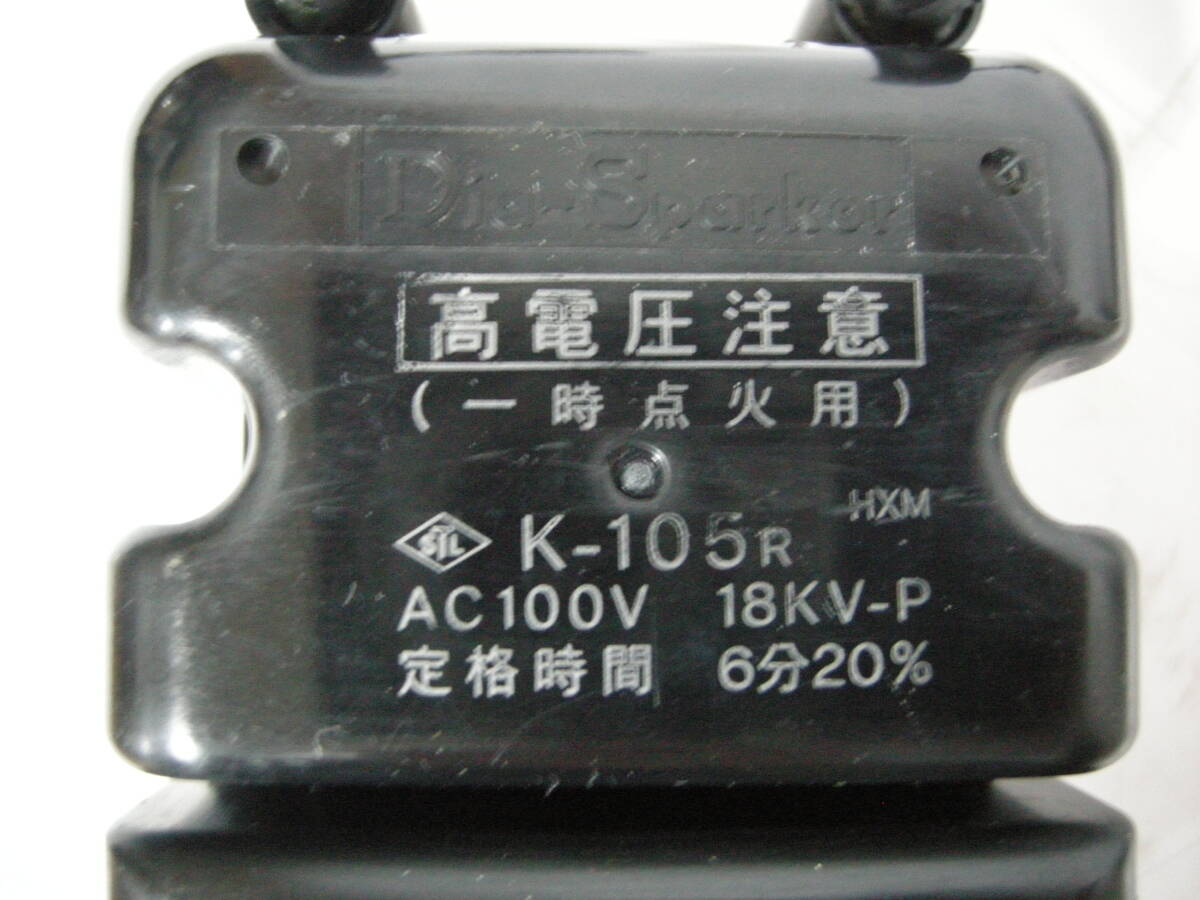 Dia-Sparker
高電圧注意
(一時点火用)
HXM
SIL K-105R
AC100V 18KV-P
定格時間 6分20%